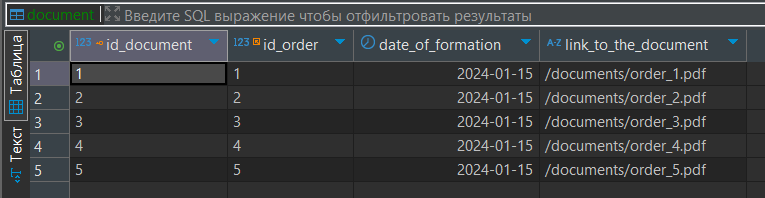 document Введите SQL выражение чтобы отфильтровать результаты
Таблица
Текст
123 id_document 123 id_order date_of_formation A-Z link_to_the_document
1 1 1 2024-01-15 /documents/order_1.pdf
2 2 2 2024-01-15 /documents/order_2.pdf
3 3 3 2024-01-15 /documents/order_3.pdf
4 4 4 2024-01-15 /documents/order_4.pdf
5 5 5 2024-01-15 /documents/order_5.pdf